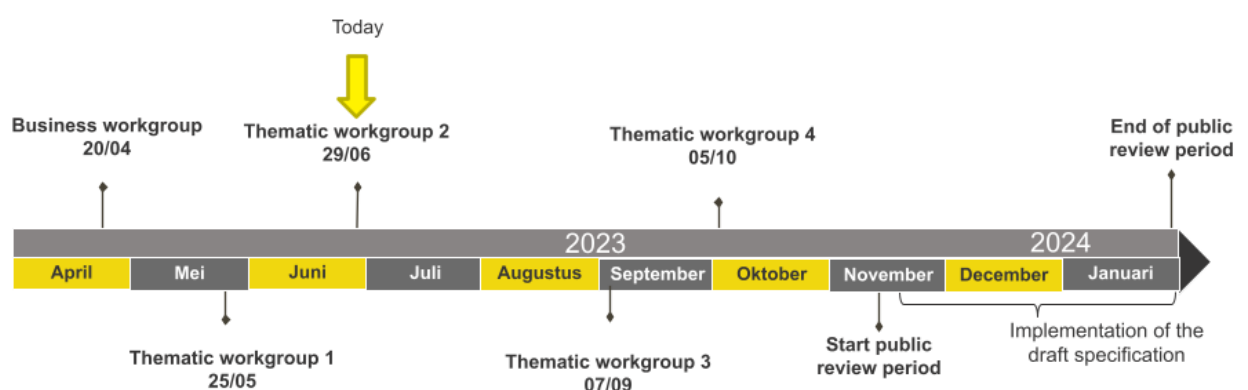 Today
Business workgroup
20/04
Thematic workgroup 2
29/06
Thematic workgroup 4
05/10
End of public
review period
2023
2024
April
Mei
Juni
Juli
Augustus
September
Oktober
November
December
Januari
Thematic workgroup 1
25/05
Thematic workgroup 3
07/09
Start public
review period
Implementation of the
draft specification